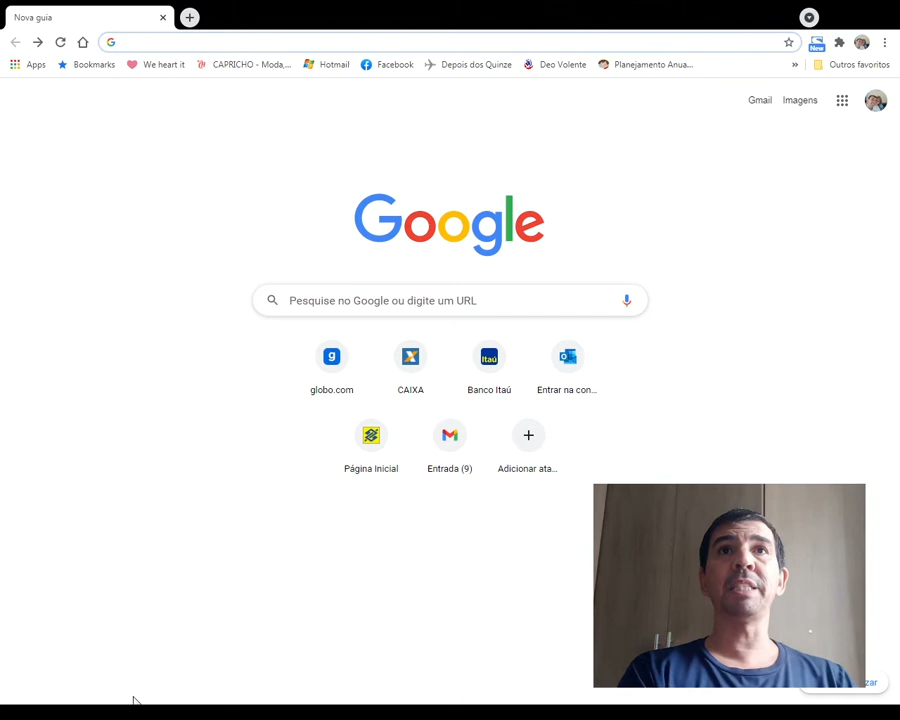 Nova guia
New
Apps Bookmarks We heart it CAPRICHO - Moda,... Hotmail Facebook Depois dos Quinze Deo Volente Planejamento Anua... » Outros favoritos
Gmail Imagens
Google
Pesquise no Google ou digite um URL
globo.com CAIXA Banco Itaú Entrar na con...
Página Inicial Entrada (9) Adicionar ata...
zar